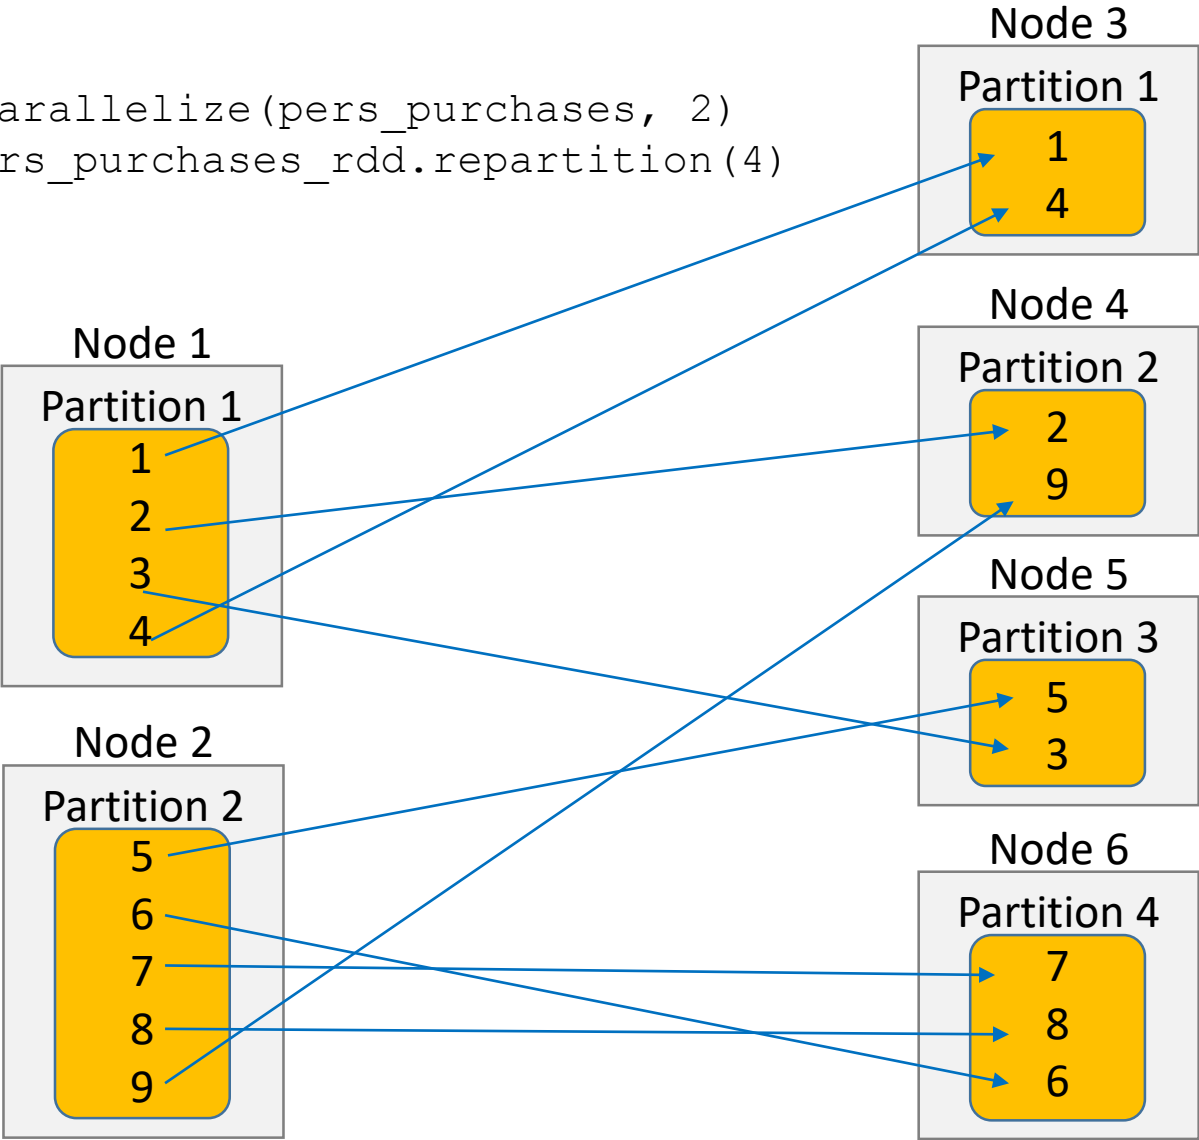 arallelize(pers_purchases, 2)
rs_purchases_rdd.repartition(4)
Node 1
Partition 1
1
2
3
4
Node 2
Partition 2
5
6
7
8
9
Node 3
Partition 1
1
4
Node 4
Partition 2
2
9
Node 5
Partition 3
5
3
Node 6
Partition 4
7
8
6